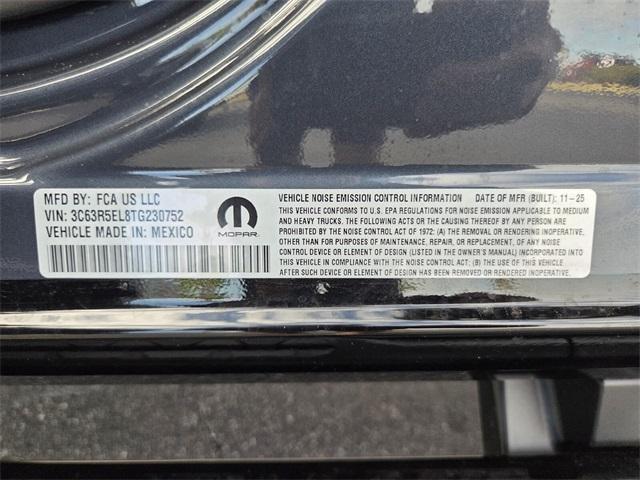 MFD BY: FCA US LLC
VIN: 3C63R5EL8TG230752
VEHICLE MADE IN: MEXICO
MOPAR
VEHICLE NOISE EMISSION CONTROL INFORMATION DATE OF MFR (BUILT): 11-25
THIS VEHICLE CONFORMS TO U.S. EPA REGULATIONS FOR NOISE EMISSION APPLICABLE TO MEDIUM
AND HEAVY TRUCKS. THE FOLLOWING ACTS OR THE CAUSING THEREOF BY ANY PERSON ARE
PROHIBITED BY THE NOISE CONTROL ACT OF 1972: (A) THE REMOVAL OR RENDERING INOPERATIVE,
OTHER THAN FOR PURPOSES OF MAINTENANCE, REPAIR, OR REPLACEMENT, OF ANY NOISE
CONTROL DEVICE OR ELEMENT OF DESIGN (LISTED IN THE OWNER'S MANUAL) INCORPORATED INTO
THIS VEHICLE IN COMPLIANCE WITH THE NOISE CONTROL ACT; (B) THE USE OF THIS VEHICLE
AFTER SUCH DEVICE OR ELEMENT OF DESIGN HAS BEEN REMOVED OR RENDERED INOPERATIVE.